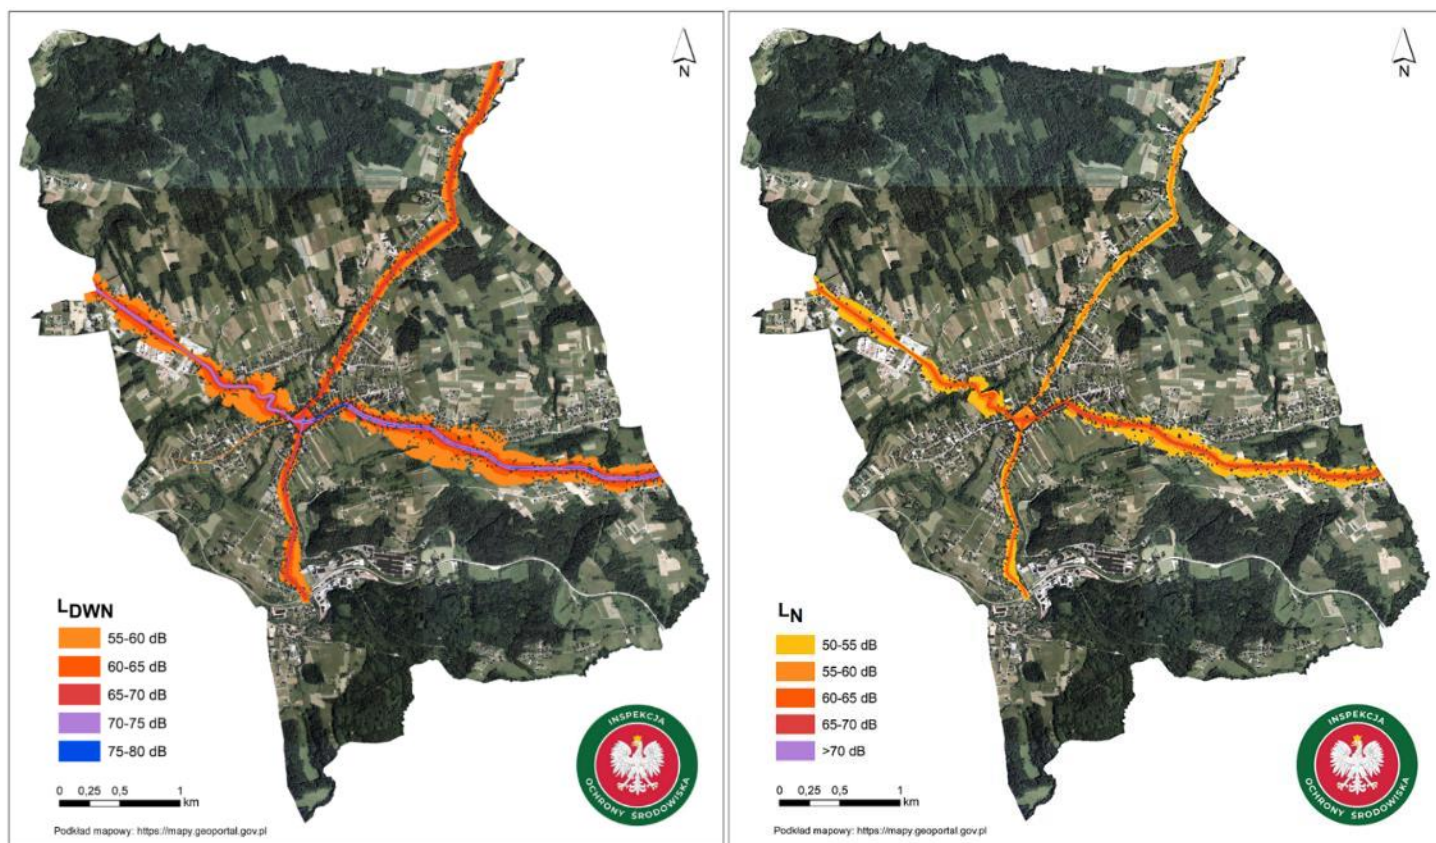 N
L DWN
55-60 dB
60-65 dB
65-70 dB
70-75 dB
75-80 dB
0 0,25 0,5 1
km
Podkład mapowy: https://mapy.geoportal.gov.pl
INSPEKCJA
OCHRONY ŚRODOWISKA
N
L N
50-55 dB
55-60 dB
60-65 dB
65-70 dB
>70 dB
0 0,25 0,5 1
km
Podkład mapowy: https://mapy.geoportal.gov.pl
INSPEKCJA
OCHRONY ŚRODOWISKA